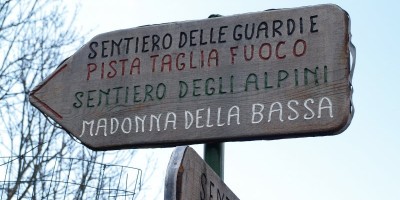 SENTIERO DELLE GUARDIE
PISTA TAGLIA FUOCO
SENTIERO DEGLI ALPINI
MADONNA DELLA BASSA